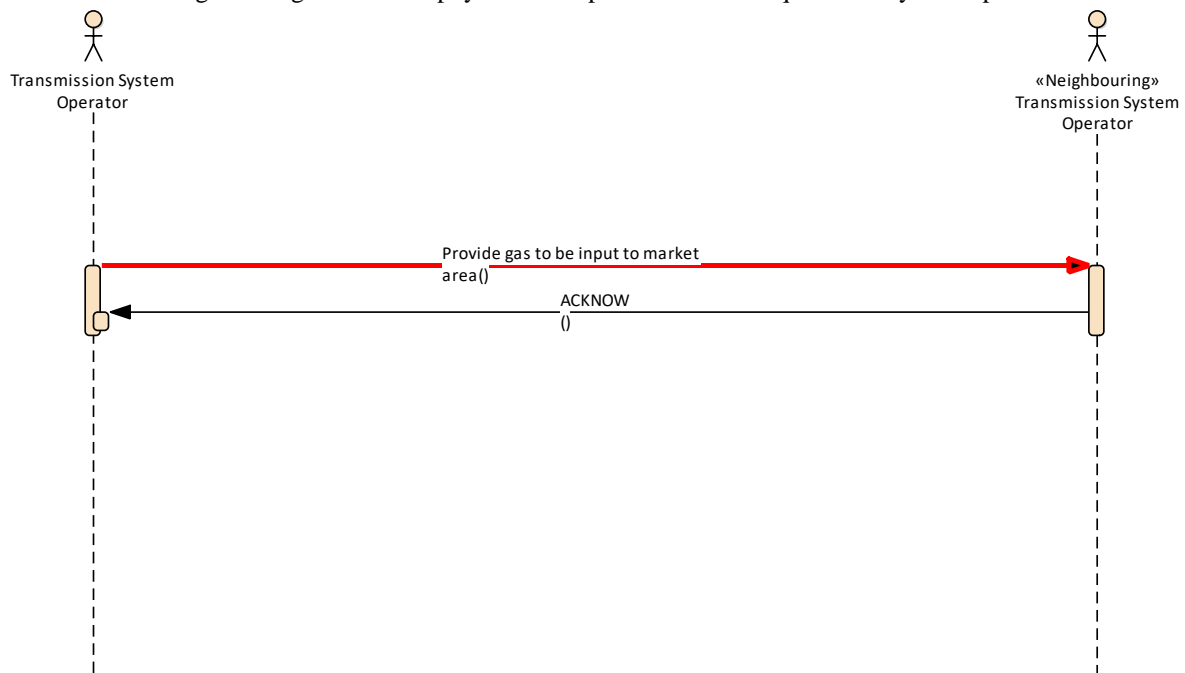 Transmission System
Operator
«Neighbouring»
Transmission System
Operator
Provide gas to be input to market
area()
ACKNOW
()